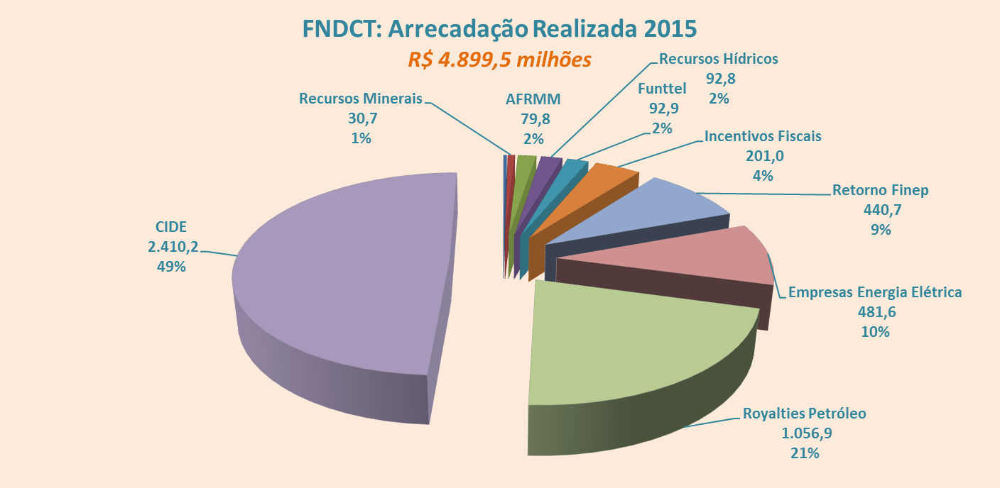 FNDCT: Arrecadação Realizada 2015
R$ 4.899,5 milhões
Recursos Hídricos
92,8
2%
Funttel
92,9
2%
AFRMM
79,8
2%
Recursos Minerais
30,7
1%
Incentivos Fiscais
201,0
4%
Retorno Finep
440,7
9%
CIDE
2.410,2
49%
Empresas Energia Elétrica
481,6
10%
Royalties Petróleo
1.056,9
21%